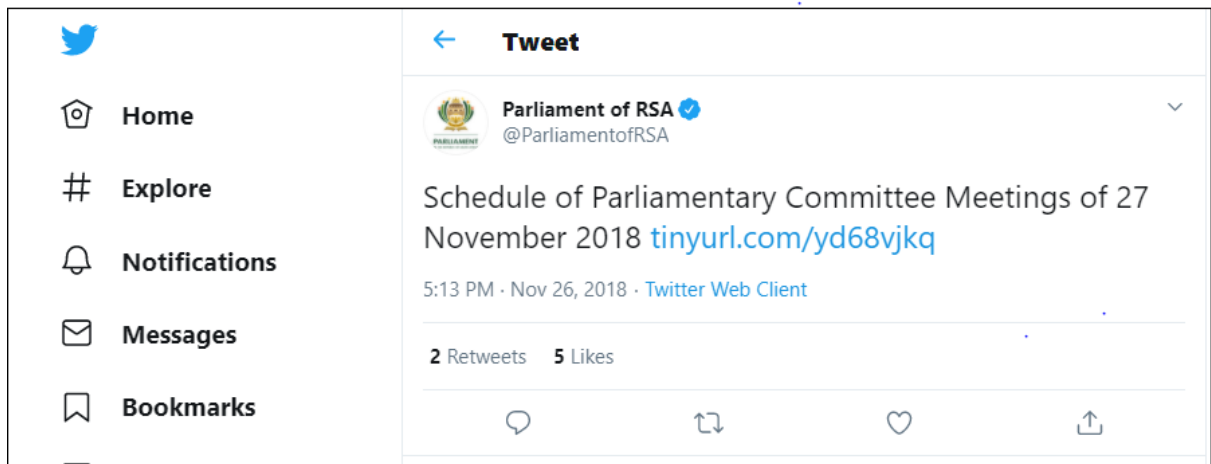 Tweet
Home
Explore
Notifications
Messages
Bookmarks
Parliament of RSA
@ParliamentofRSA
PARLIAMENT
Schedule of Parliamentary Committee Meetings of 27
November 2018 tinyurl.com/yd68vjkq
5:13 PM · Nov 26, 2018 · Twitter Web Client
2 Retweets 5 Likes